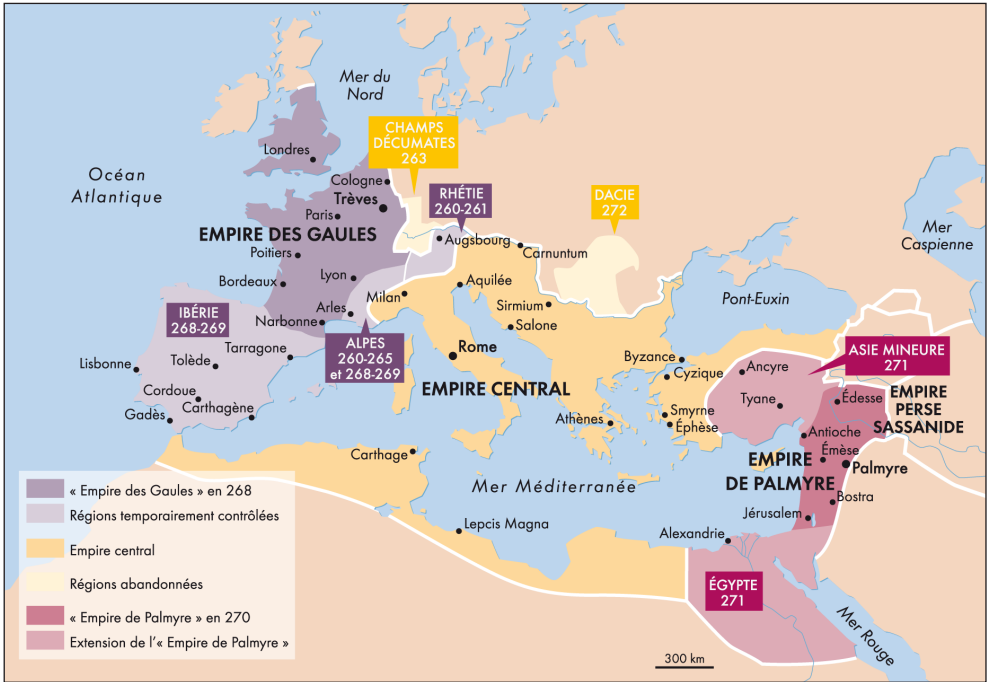 Mer du
Nord
Océan
Atlantique
Londres
CHAMPS
DÉCUMATES
263
Cologne
Trèves
Paris
RHÉTIE
260-261
DACIE
272
Mer
Caspienne
EMPIRE DES GAULES
Augsbourg
Carnuntum
Poitiers
Bordeaux
Lyon
Milan
Aquilée
Pont-Euxin
IBÉRIE
268-269
Arles
Narbonne
Sirmium
Salone
ALPES
260-265
et 268-269
Tarragone
Lisbonne
Tolède
Rome
Byzance
Cyzique
Ancyre
ASIE MINEURE
271
Cordoue
Gadès
Carthagène
EMPIRE CENTRAL
Tyane
Édesse
EMPIRE
PERSE
SASSANIDE
Athènes
Smyrne
Éphèse
Antioche
Carthage
EMPIRE
DE PALMYRE
Émèse
Palmyre
Mer Méditerranée
Bostra
Jérusalem
Lepcis Magna
Alexandrie
ÉGYPTE
271
Mer Rouge
« Empire des Gaules » en 268
Régions temporairement contrôlées
Empire central
Régions abandonnées
« Empire de Palmyre » en 270
Extension de l'« Empire de Palmyre »
300 km